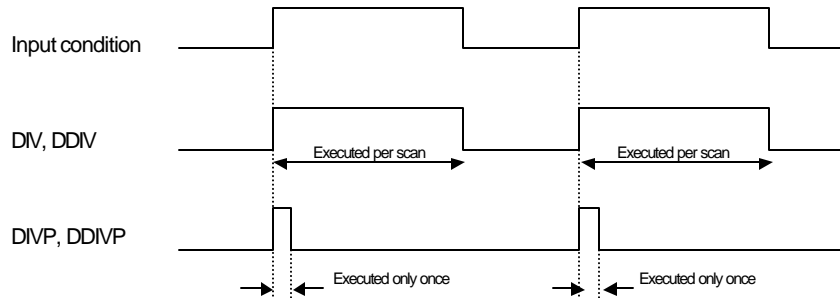 Input condition
DIV, DDIV
Executed per scan
Executed per scan
DIVP, DDIVP
Executed only once
Executed only once